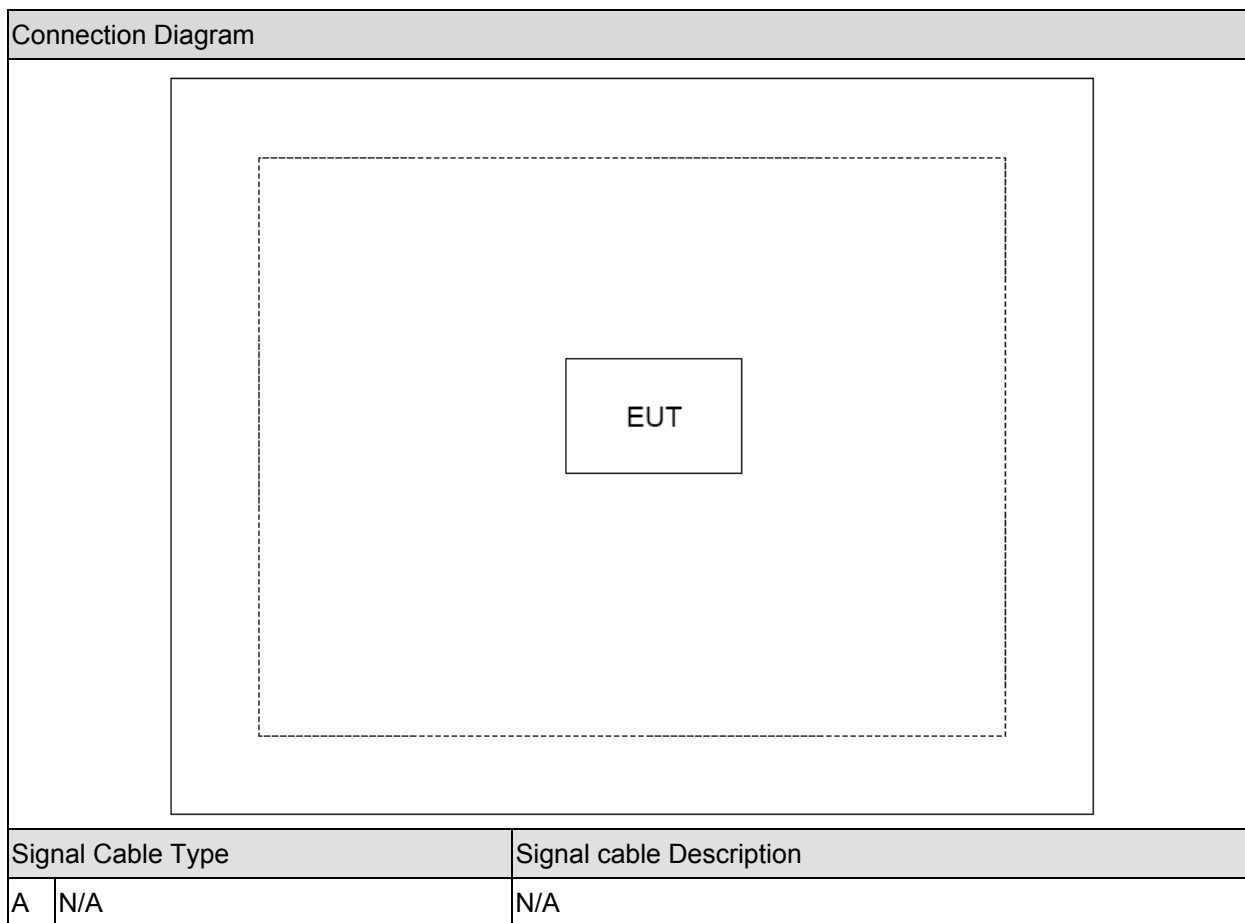 Connection Diagram
EUT
Signal Cable Type Signal cable Description
A N/A N/A